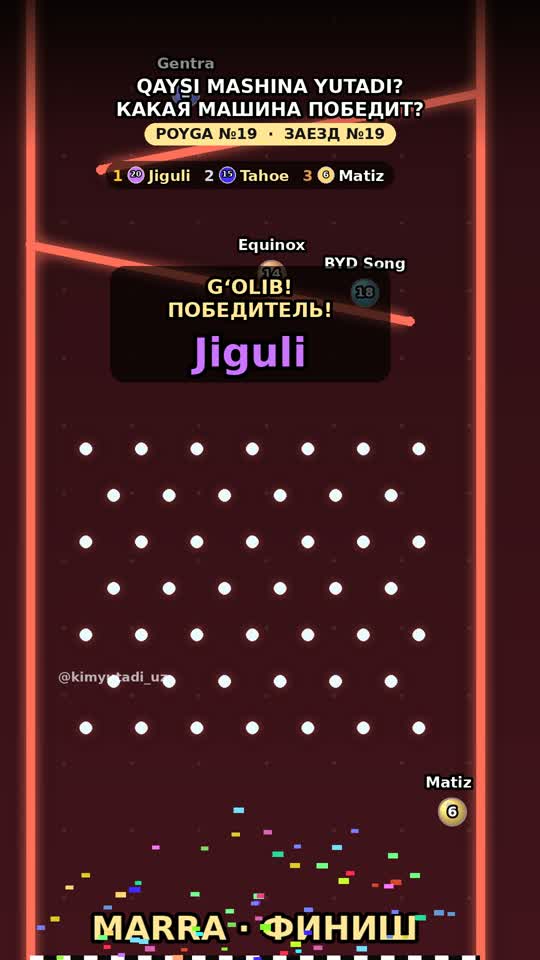 Gentra
QAYSI MASHINA YUTADI?
КАКАЯ МАШИНА ПОБЕДИТ?
POYGA №19 · ЗАЕЗД №19
1 20 Jiguli 2 15 Tahoe 3 6 Matiz
Equinox
14
BYD Song
18
G‘OLIB!
ПОБЕДИТЕЛЬ!
Jiguli
@kimyutadi_uz
Matiz
6
MARRA · ФИНИШ